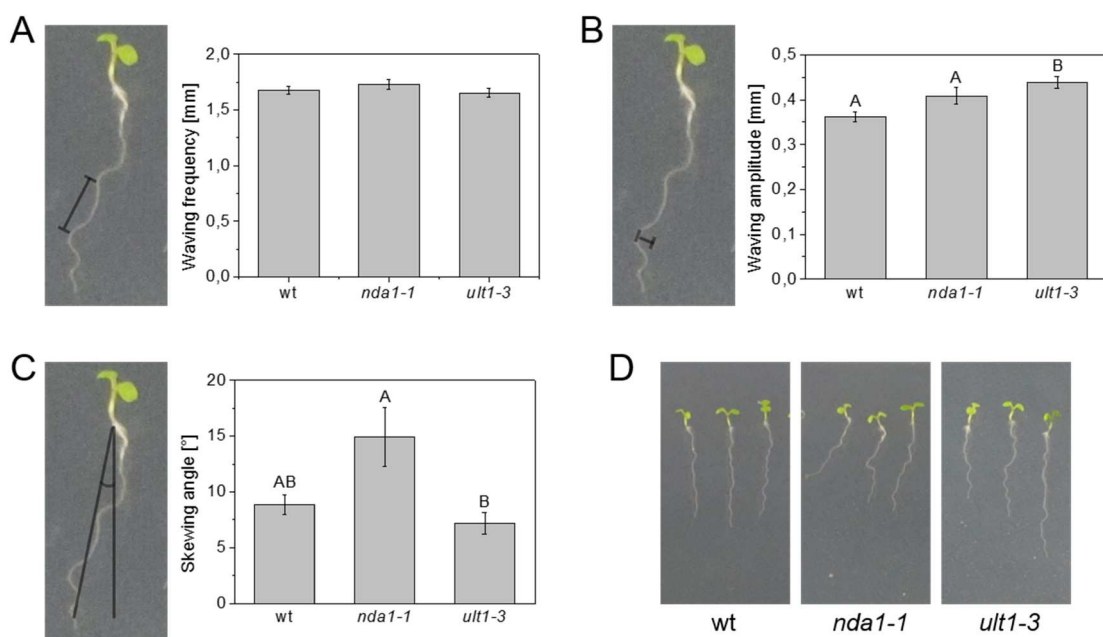 A
Waving frequency [mm]
2,0
1,5
1,0
0,5
0,0
wt
nda1-1
ult1-3
B
Waving amplitude [mm]
0,5
0,4
0,3
0,2
0,1
0,0
A
A
B
wt
nda1-1
ult1-3
C
Skewing angle [°]
20
15
10
5
0
AB
A
B
wt
nda1-1
ult1-3
D
wt
nda1-1
ult1-3